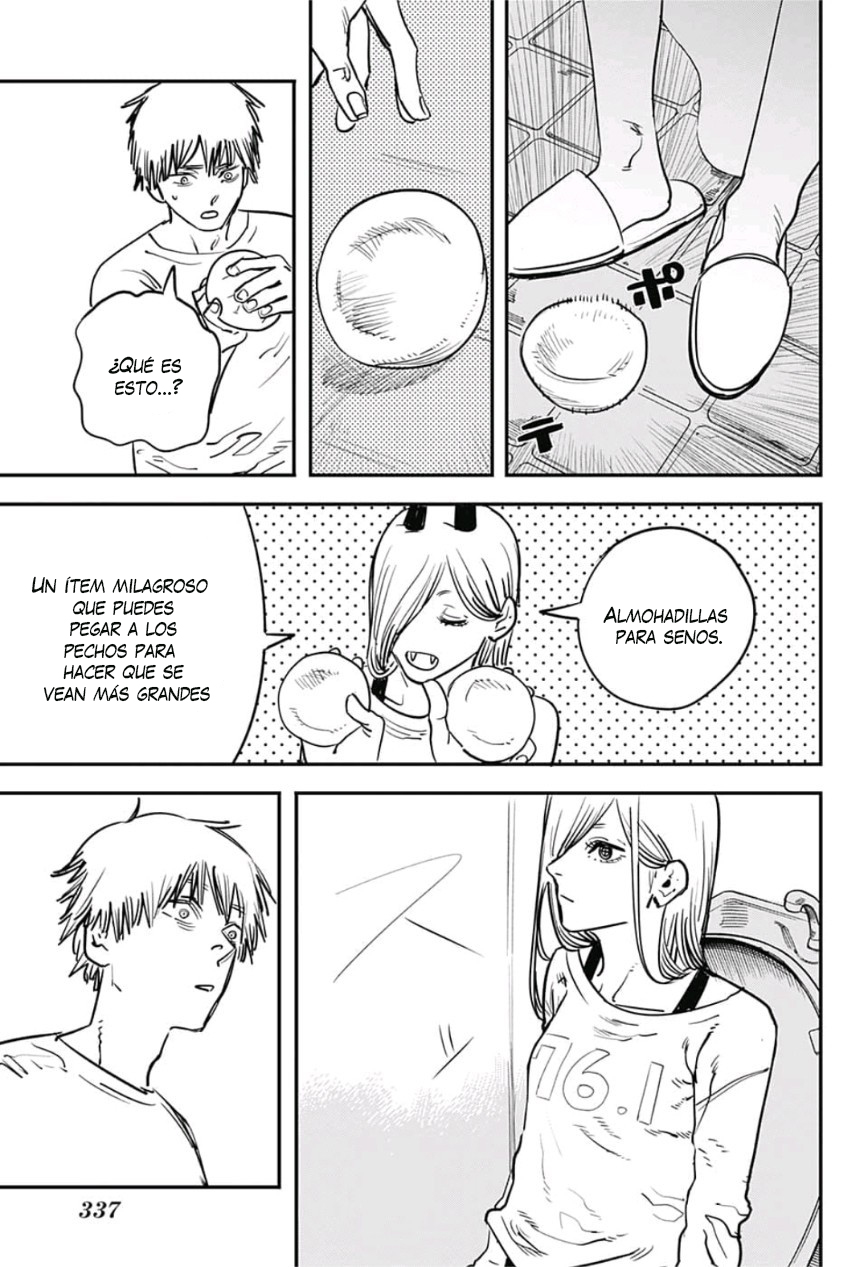 ポ
テ
¿QUÉ ES
ESTO...?
ALMOHADILLAS
PARA SENOS.
UN ÍTEM MILAGROSO
QUE PUEDES
PEGAR A LOS
PECHOS PARA
HACER QUE SE
VEAN MÁS GRANDES
76.1
337